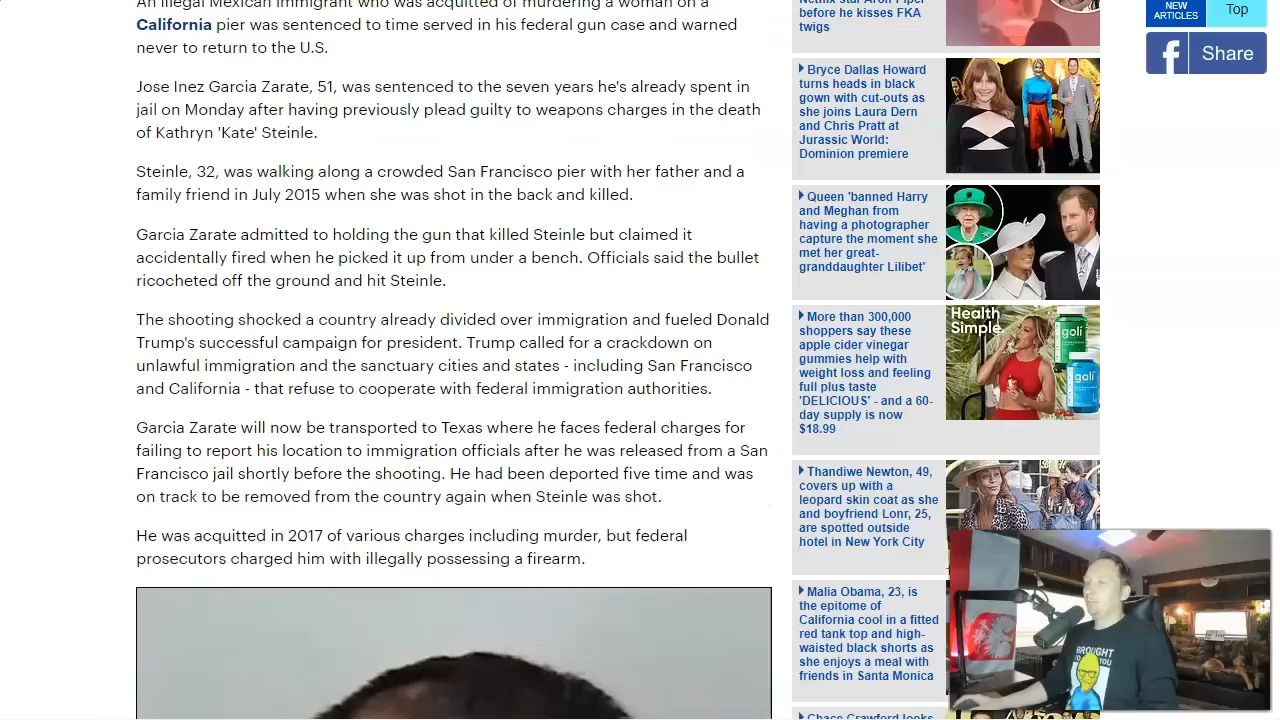 An illegal Mexican immigrant who was acquitted of murdering a woman on a
California pier was sentenced to time served in his federal gun case and warned
never to return to the U.S.
Jose Inez Garcia Zarate, 51, was sentenced to the seven years he's already spent in
jail on Monday after having previously plead guilty to weapons charges in the death
of Kathryn 'Kate' Steinle.
Steinle, 32, was walking along a crowded San Francisco pier with her father and a
family friend in July 2015 when she was shot in the back and killed.
Garcia Zarate admitted to holding the gun that killed Steinle but claimed it
accidentally fired when he picked it up from under a bench. Officials said the bullet
ricocheted off the ground and hit Steinle.
The shooting shocked a country already divided over immigration and fueled Donald
Trump's successful campaign for president. Trump called for a crackdown on
unlawful immigration and the sanctuary cities and states - including San Francisco
and California - that refuse to cooperate with federal immigration authorities.
Garcia Zarate will now be transported to Texas where he faces federal charges for
failing to report his location to immigration officials after he was released from a San
Francisco jail shortly before the shooting. He had been deported five time and was
on track to be removed from the country again when Steinle was shot.
He was acquitted in 2017 of various charges including murder, but federal
prosecutors charged him with illegally possessing a firearm.
before he kisses FKA
twigs
Bryce Dallas Howard
turns heads in black
gown with cut-outs as
she joins Laura Dern
and Chris Pratt at
Jurassic World:
Dominion premiere
Queen 'banned Harry
and Meghan from
having a photographer
capture the moment she
met her great-
granddaughter Lilibet'
More than 300,000
shoppers say these
apple cider vinegar
gummies help with
weight loss and feeling
full plus taste
'DELICIOUS' - and a 60-
day supply is now
$18.99
Health
Simple.
goli
goli
Thandiwe Newton, 49,
covers up with a
leopard skin coat as she
and boyfriend Lonr, 25,
are spotted outside
hotel in New York City
Malia Obama, 23, is
the epitome of
California cool in a fitted
red tank top and high-
waisted black shorts as
she enjoys a meal with
friends in Santa Monica
Chace Crawford looks
NEW
ARTICLES
Top
f Share
BROUGHT